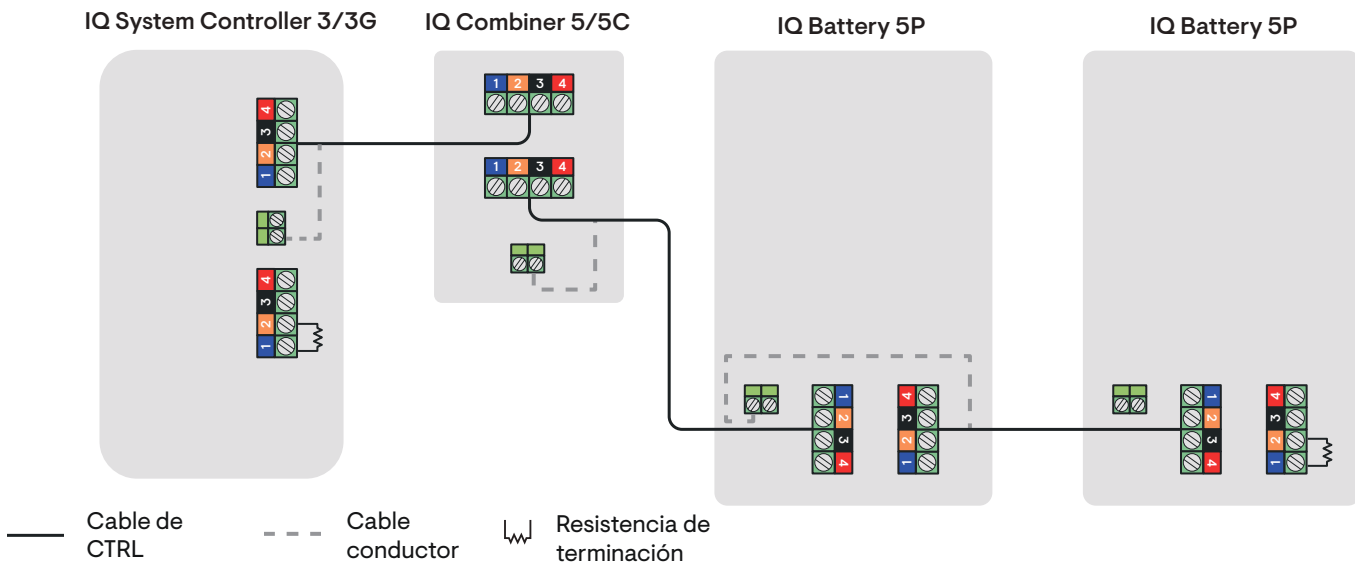 IQ System Controller 3/3G
IQ Combiner 5/5C
IQ Battery 5P
IQ Battery 5P
1 2 3 4
4
3
2
1
1 2 3 4
4
3
2
1
1
2
3
4
4
3
2
1
1
2
3
4
4
3
2
1
Cable de
CTRL
Cable
conductor
Resistencia de
terminación